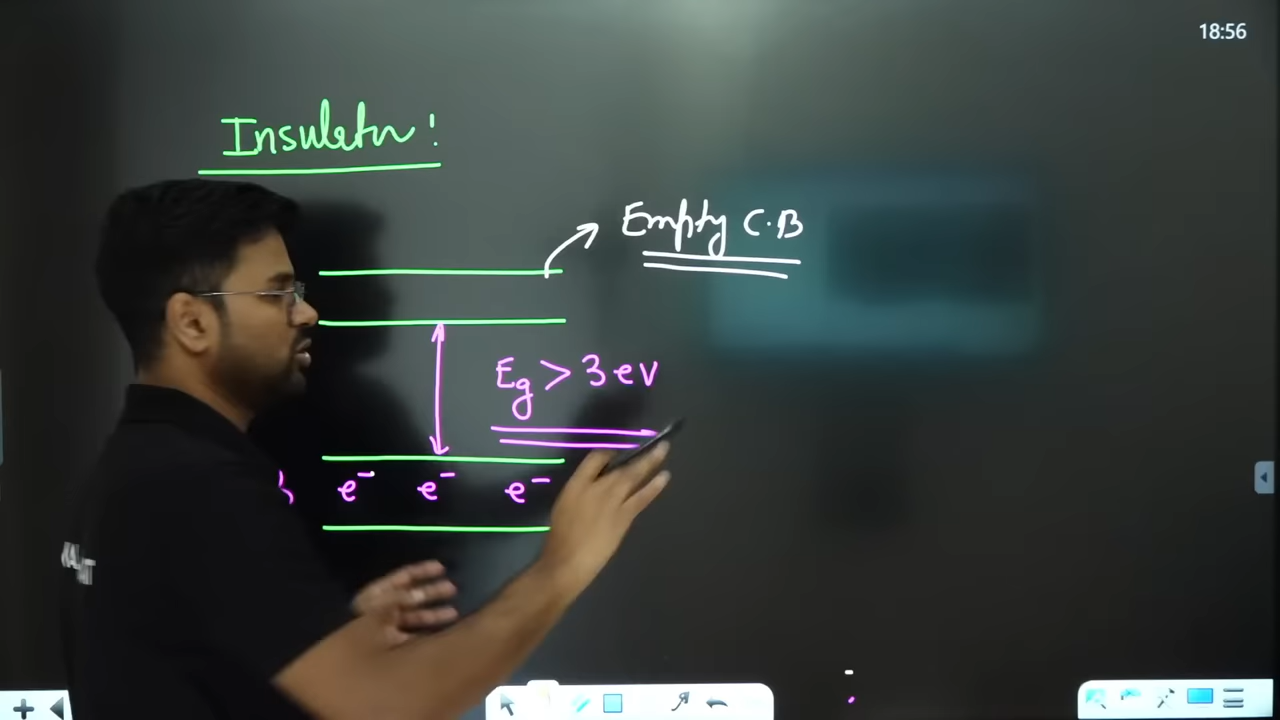 18:56
Insulator:
Empty C.B
Eg > 3 ev
e⁻ e⁻ e⁻